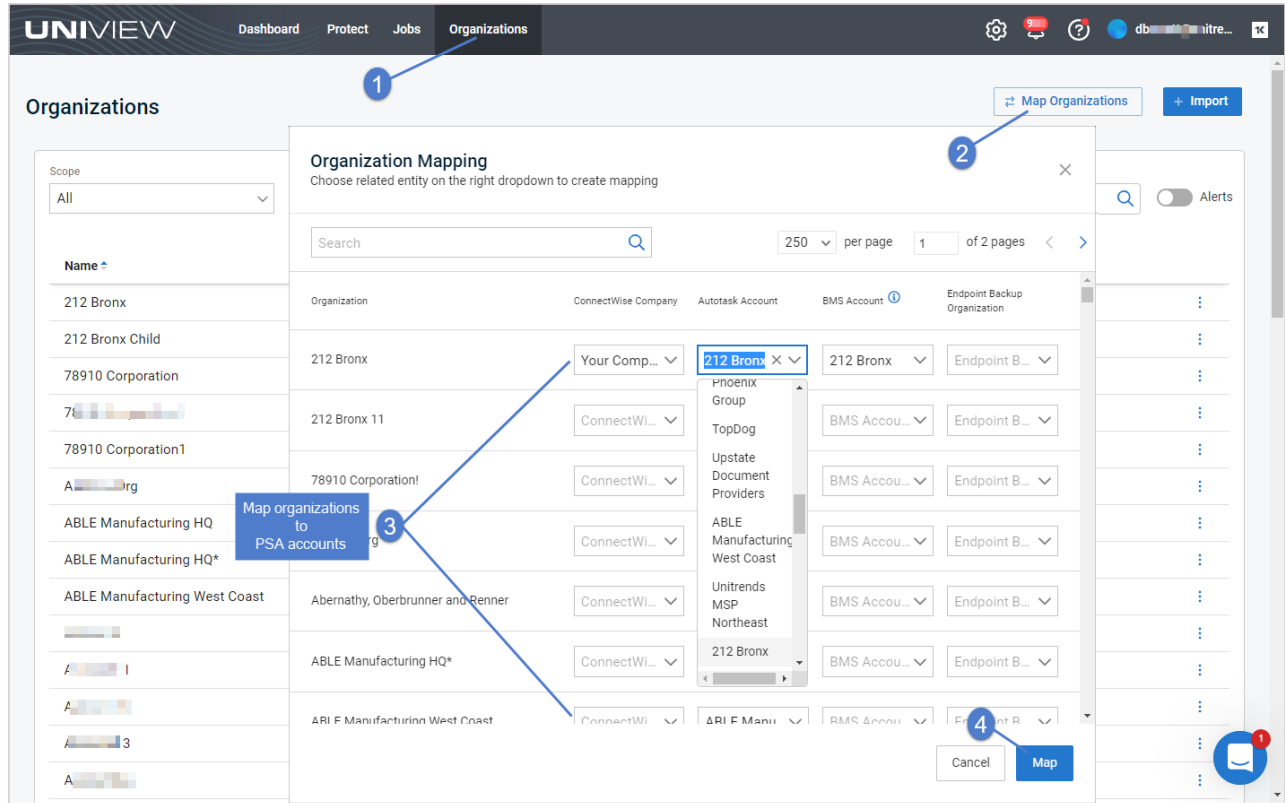 UNIVIEW
Dashboard
Protect
Jobs
Organizations
9
?
1
Organizations
Map Organizations
+ Import
2
Scope
All
Alerts
Organization Mapping
Choose related entity on the right dropdown to create mapping
Search
250
per page
1
of 2 pages
Name
212 Bronx
212 Bronx Child
78910 Corporation
78910 Corporation1
ABLE Manufacturing HQ
ABLE Manufacturing HQ*
ABLE Manufacturing West Coast
3
Organization
ConnectWise Company
Autotask Account
BMS Account
Endpoint Backup
Organization
212 Bronx
Your Comp...
212 Bronx
212 Bronx
Endpoint B...
212 Bronx 11
ConnectWi...
BMS Accou...
Endpoint B...
78910 Corporation!
ConnectWi...
BMS Accou...
Endpoint B...
ConnectWi...
BMS Accou...
Endpoint B...
Abernathy, Oberbrunner and Renner
ConnectWi...
BMS Accou...
Endpoint B...
ABLE Manufacturing HQ*
ConnectWi...
BMS Accou...
Endpoint B...
ABLE Manufacturing West Coast
ConnectWi...
ABLE Manu...
BMS Accou...
Phoenix
Group
TopDog
Upstate
Document
Providers
ABLE
Manufacturing
West Coast
Unitrends
MSP
Northeast
212 Bronx
Map organizations
to
PSA accounts
3
4
Cancel
Map
1